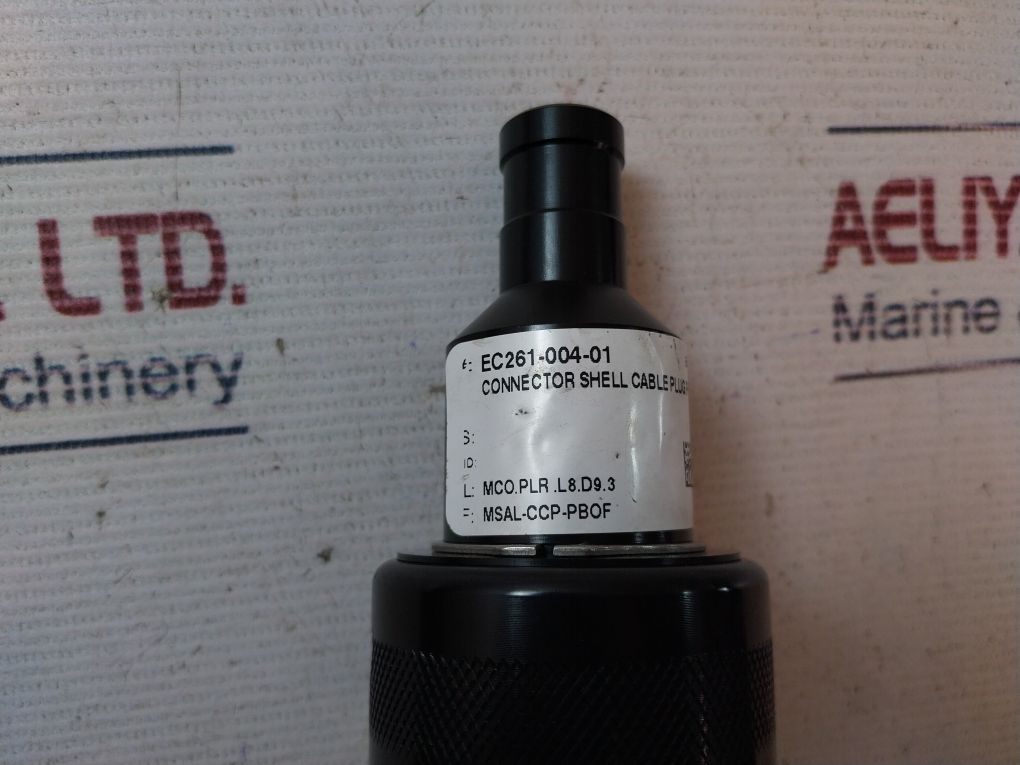 LTD.
chinery
AELIY
Marine
EC261-004-01
CONNECTOR SHELL CABLE PLUG
ID:
L: MCO.PLR .L8.D9.3
MSAL-CCP-PBOF